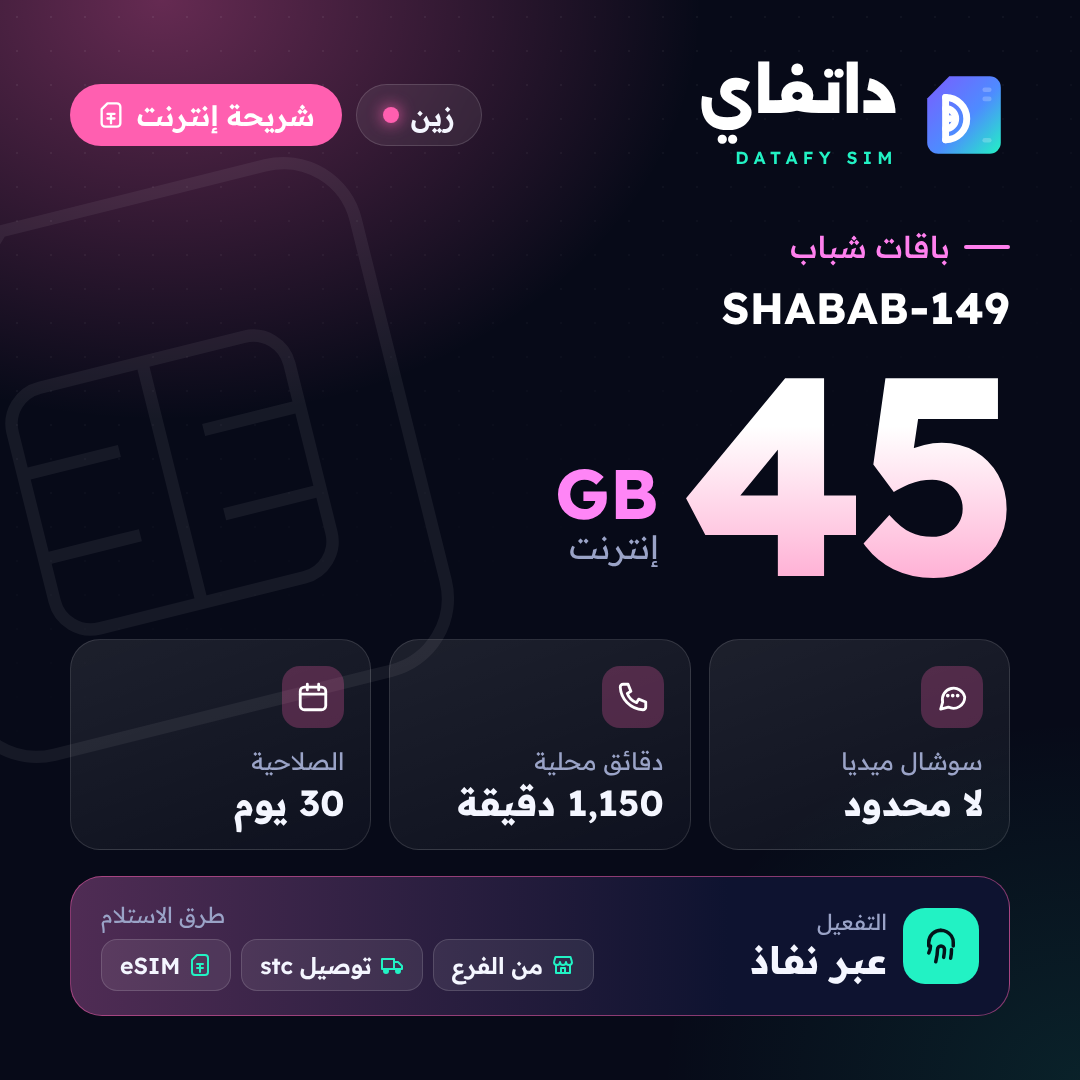 داتفاي
DATAFY SIM
زين
شريحة إنترنت
باقات شباب
SHABAB-149
45
GB
إنترنت
سوشال ميديا
لا محدود
دقائق محلية
1,150 دقيقة
الصلاحية
30 يوم
التفعيل
عبر نفاذ
طرق الاستلام
من الفرع
توصيل stc
eSIM